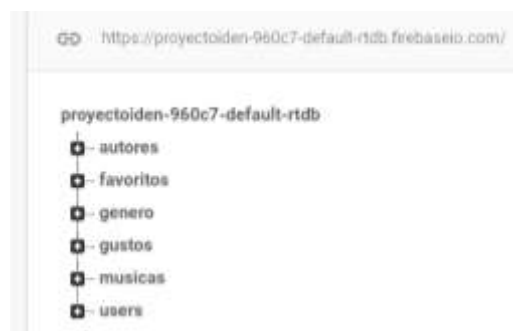 https://proyectoiden-960c7-default-rtdb.firebaseio.com/
proyectoiden-960c7-default-rtdb
autores
favoritos
genero
gustos
musicas
users